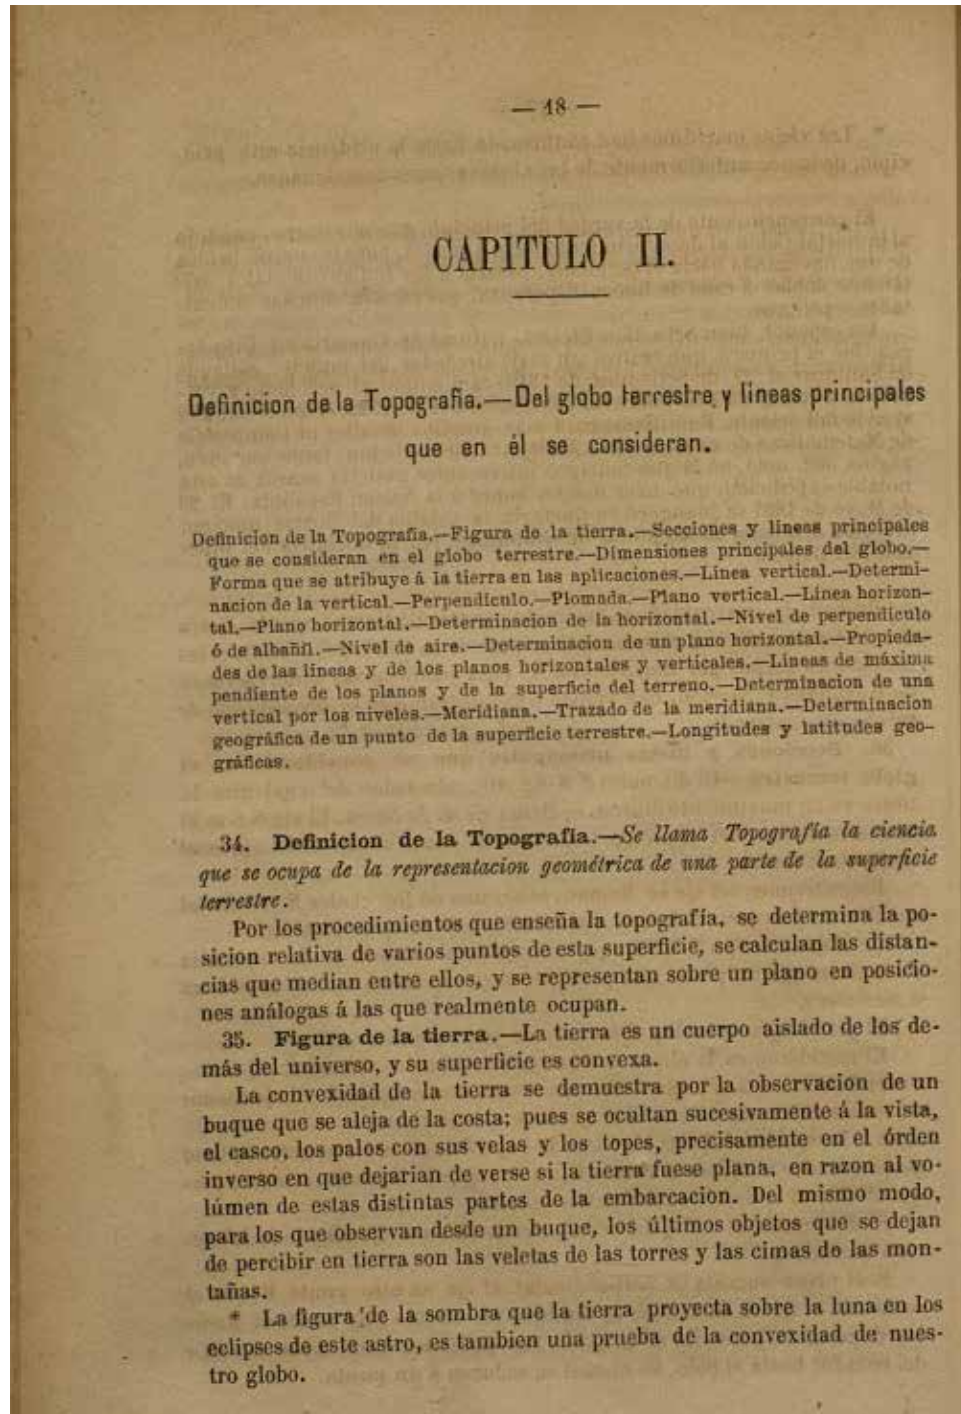 — 18 —
CAPITULO II.
Definicion de la Topografia.—Del globo terrestre y lineas principales
que en él se consideran.
Definicion de la Topografía.—Figura de la tierra.—Secciones y lineas principales
que se consideran en el globo terrestre.—Dimensiones principales del globo.—
Forma que se atribuye á la tierra en las aplicaciones.—Linea vertical.—Determi-
nacion de la vertical.—Perpendículo.—Plomada.—Plano vertical.—Linea horizon-
tal.—Plano horizontal.—Determinacion de la horizontal.—Nivel de perpendículo
ó de albañil.—Nivel de aire.—Determinacion de un plano horizontal.—Propieda-
des de las lineas y de los planos horizontales y verticales.—Lineas de máxima
pendiente de los planos y de la superficie del terreno.—Determinacion de una
vertical por los niveles.—Meridiana.—Trazado de la meridiana.—Determinacion
geográfica de un punto de la superficie terrestre.—Longitudes y latitudes geo-
gráficas.
34. Definicion de la Topografía.—Se llama Topografía la ciencia
que se ocupa de la representacion geométrica de una parte de la superficie
terrestre.
Por los procedimientos que enseña la topografía, se determina la po-
sicion relativa de varios puntos de esta superficie, se calculan las distan-
cias que median entre ellos, y se representan sobre un plano en posicio-
nes análogas á las que realmente ocupan.
35. Figura de la tierra.—La tierra es un cuerpo aislado de los de-
más del universo, y su superficie es convexa.
La convexidad de la tierra se demuestra por la observacion de un
buque que se aleja de la costa; pues se ocultan sucesivamente á la vista,
el casco, los palos con sus velas y los topes, precisamente en el órden
inverso en que dejarian de verse si la tierra fuese plana, en razon al vo-
lúmen de estas distintas partes de la embarcacion. Del mismo modo,
para los que observan desde un buque, los últimos objetos que se dejan
de percibir en tierra son las veletas de las torres y las cimas de las mon-
tañas.
* La figura de la sombra que la tierra proyecta sobre la luna en los
eclipses de este astro, es tambien una prueba de la convexidad de nues-
tro globo.